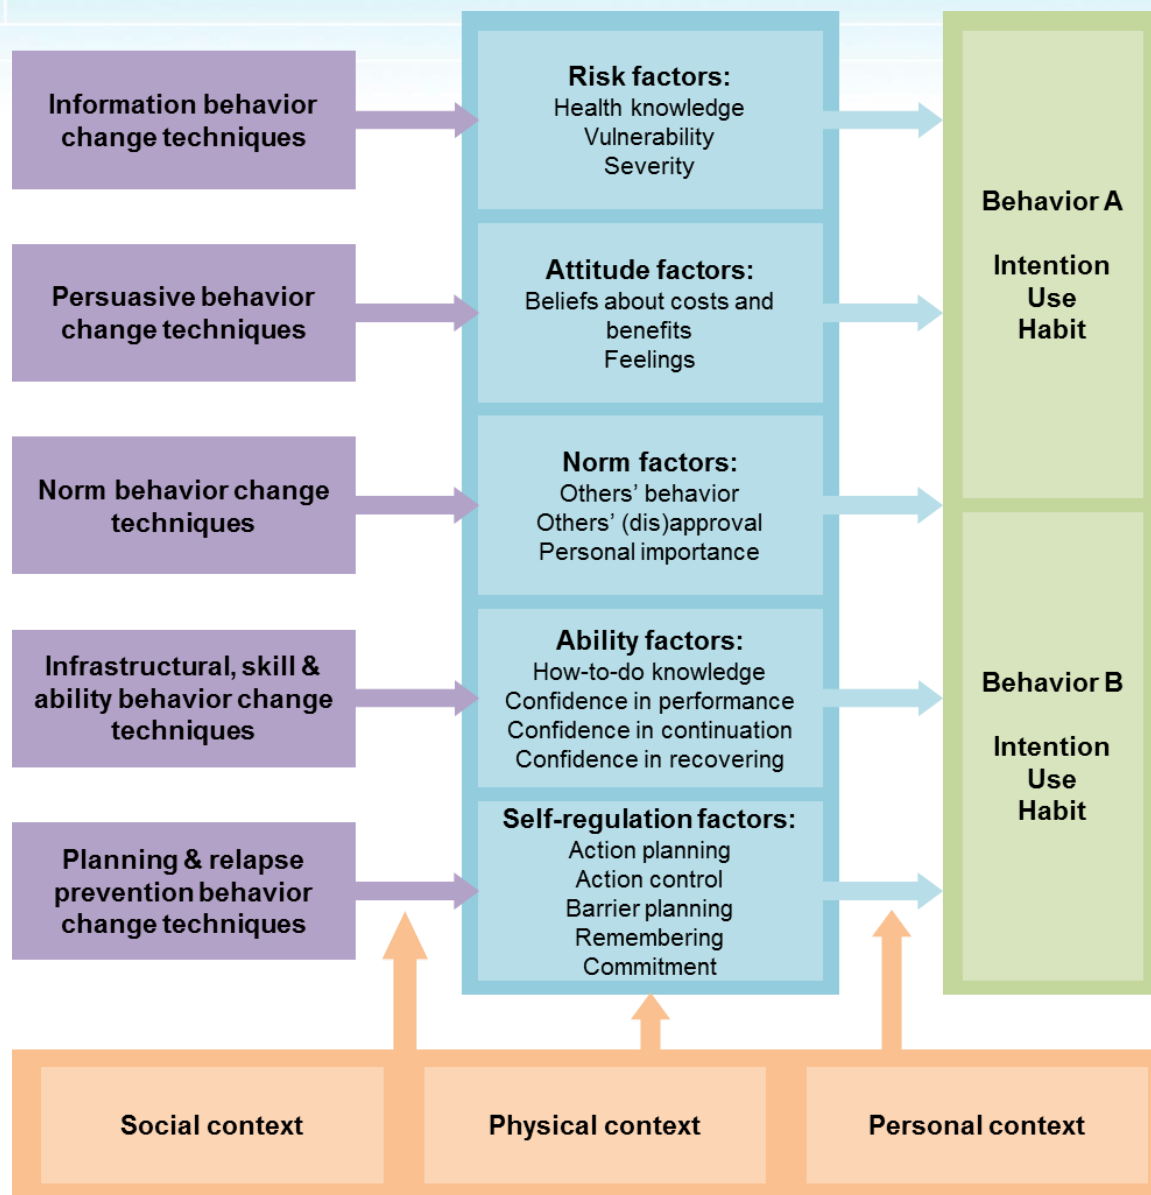 Information behavior
change techniques
Risk factors:
Health knowledge
Vulnerability
Severity
Persuasive behavior
change techniques
Attitude factors:
Beliefs about costs and
benefits
Feelings
Norm behavior change
techniques
Norm factors:
Others’ behavior
Others’ (dis)approval
Personal importance
Infrastructural, skill &
ability behavior change
techniques
Ability factors:
How-to-do knowledge
Confidence in performance
Confidence in continuation
Confidence in recovering
Planning & relapse
prevention behavior
change techniques
Self-regulation factors:
Action planning
Action control
Barrier planning
Remembering
Commitment
Behavior A
Intention
Use
Habit
Behavior B
Intention
Use
Habit
Social context
Physical context
Personal context